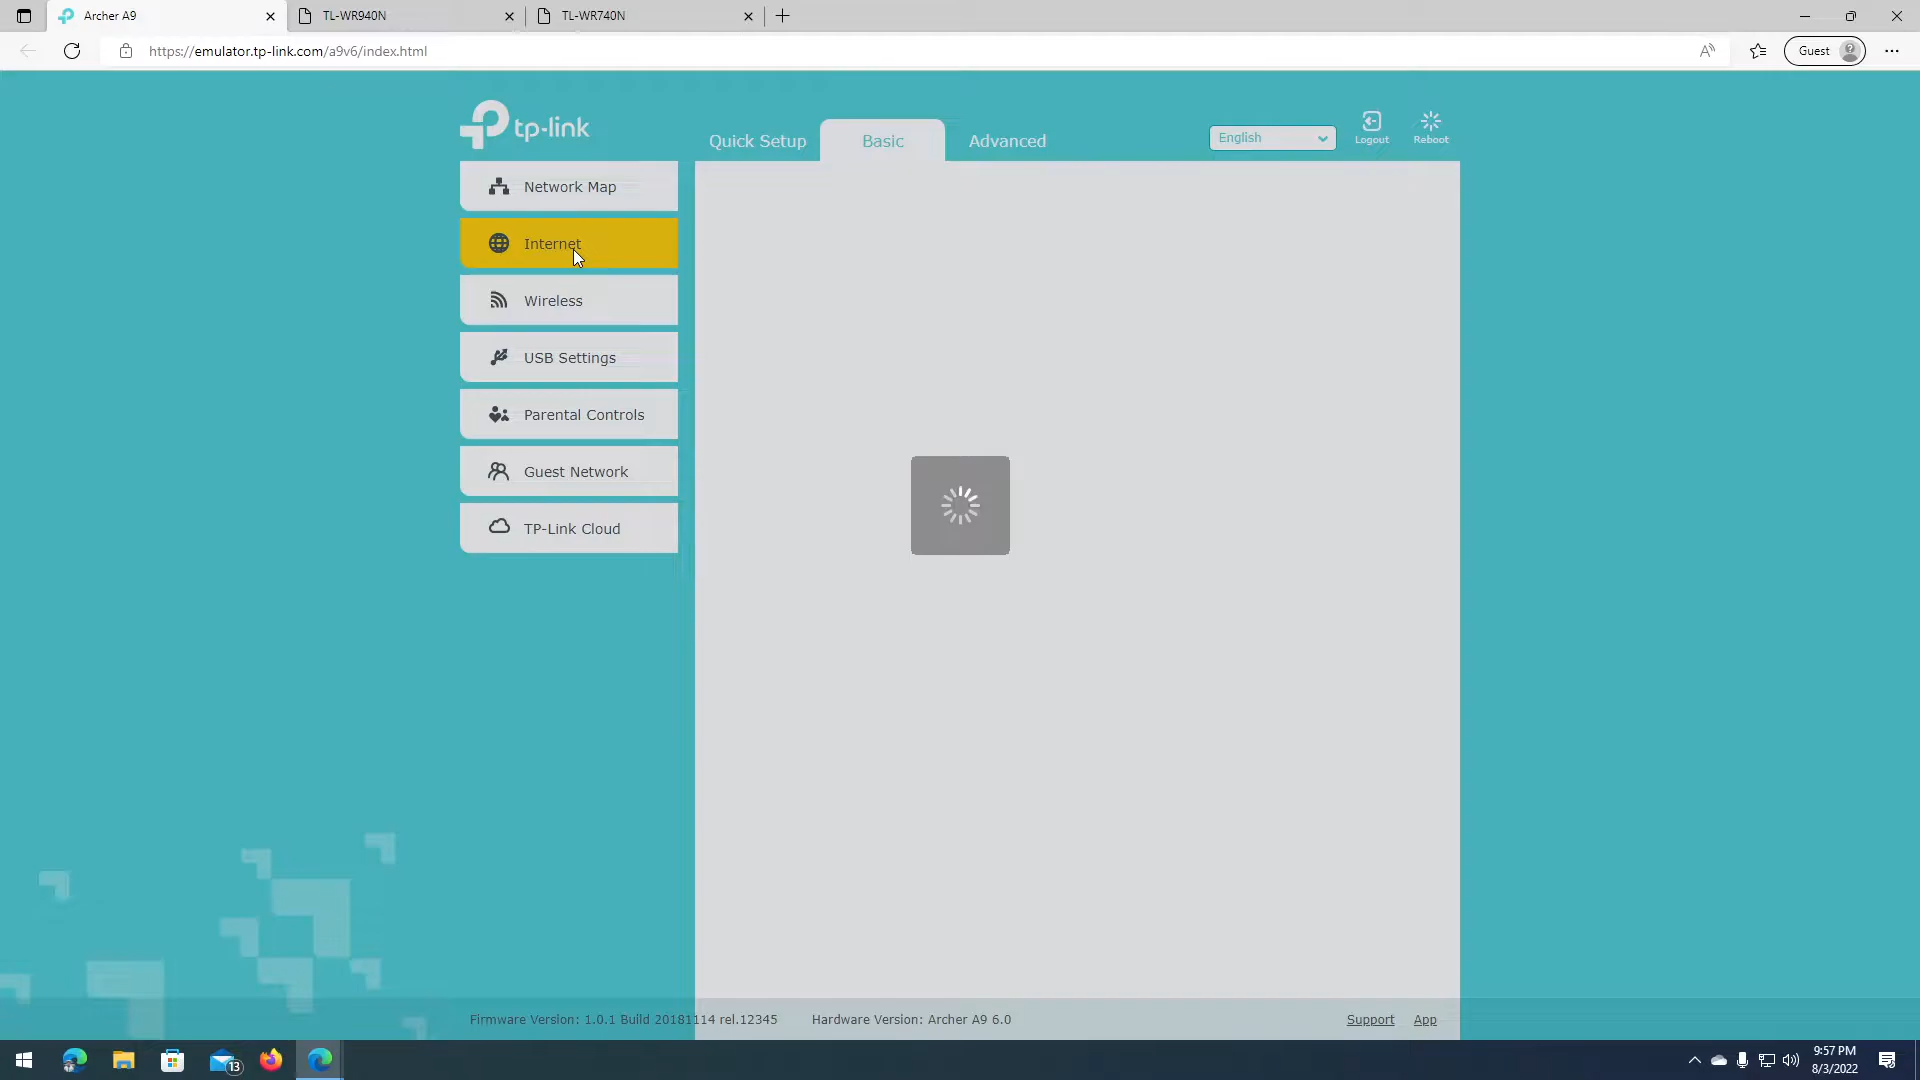 Archer A9
TL-WR940N
TL-WR740N
https://emulator.tp-link.com/a9v6/index.html
Guest
tp-link
Quick Setup
Basic
Advanced
English
Logout
Reboot
Network Map
Internet
Wireless
USB Settings
Parental Controls
Guest Network
TP-Link Cloud
Firmware Version: 1.0.1 Build 20181114 rel.12345
Hardware Version: Archer A9 6.0
Support
App
13
9:57 PM
8/3/2022